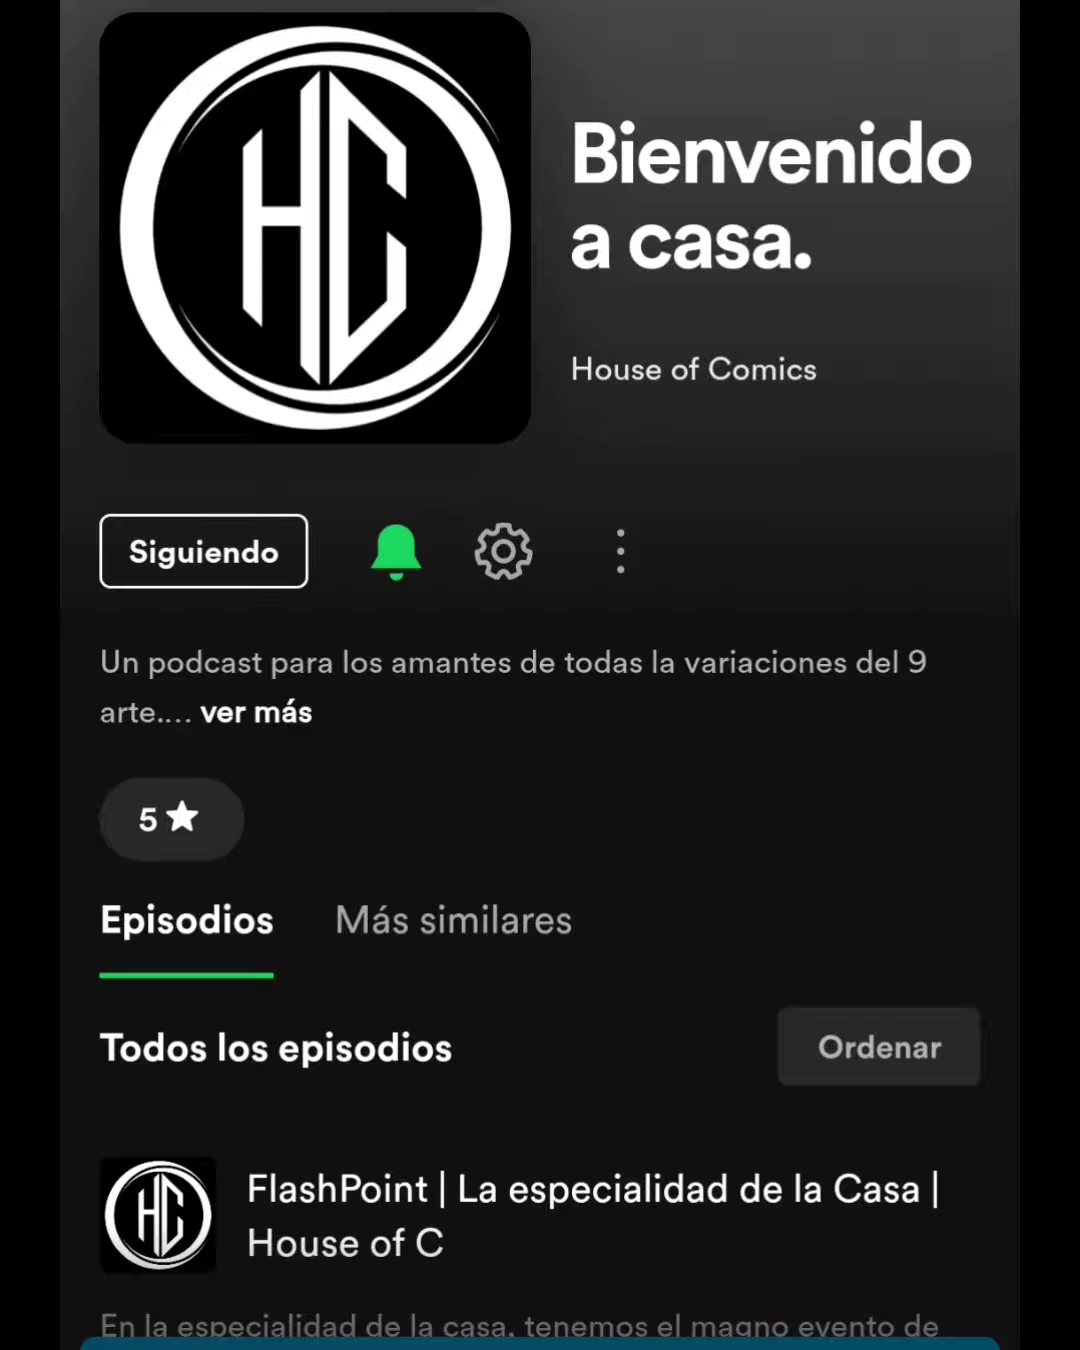 HC
Bienvenido
a casa.
House of Comics
Siguiendo
Un podcast para los amantes de todas la variaciones del 9
arte.... ver más
5
Episodios
Más similares
Todos los episodios
Ordenar
HC
FlashPoint | La especialidad de la Casa |
House of C
En la especialidad de la casa, tenemos el magno evento de